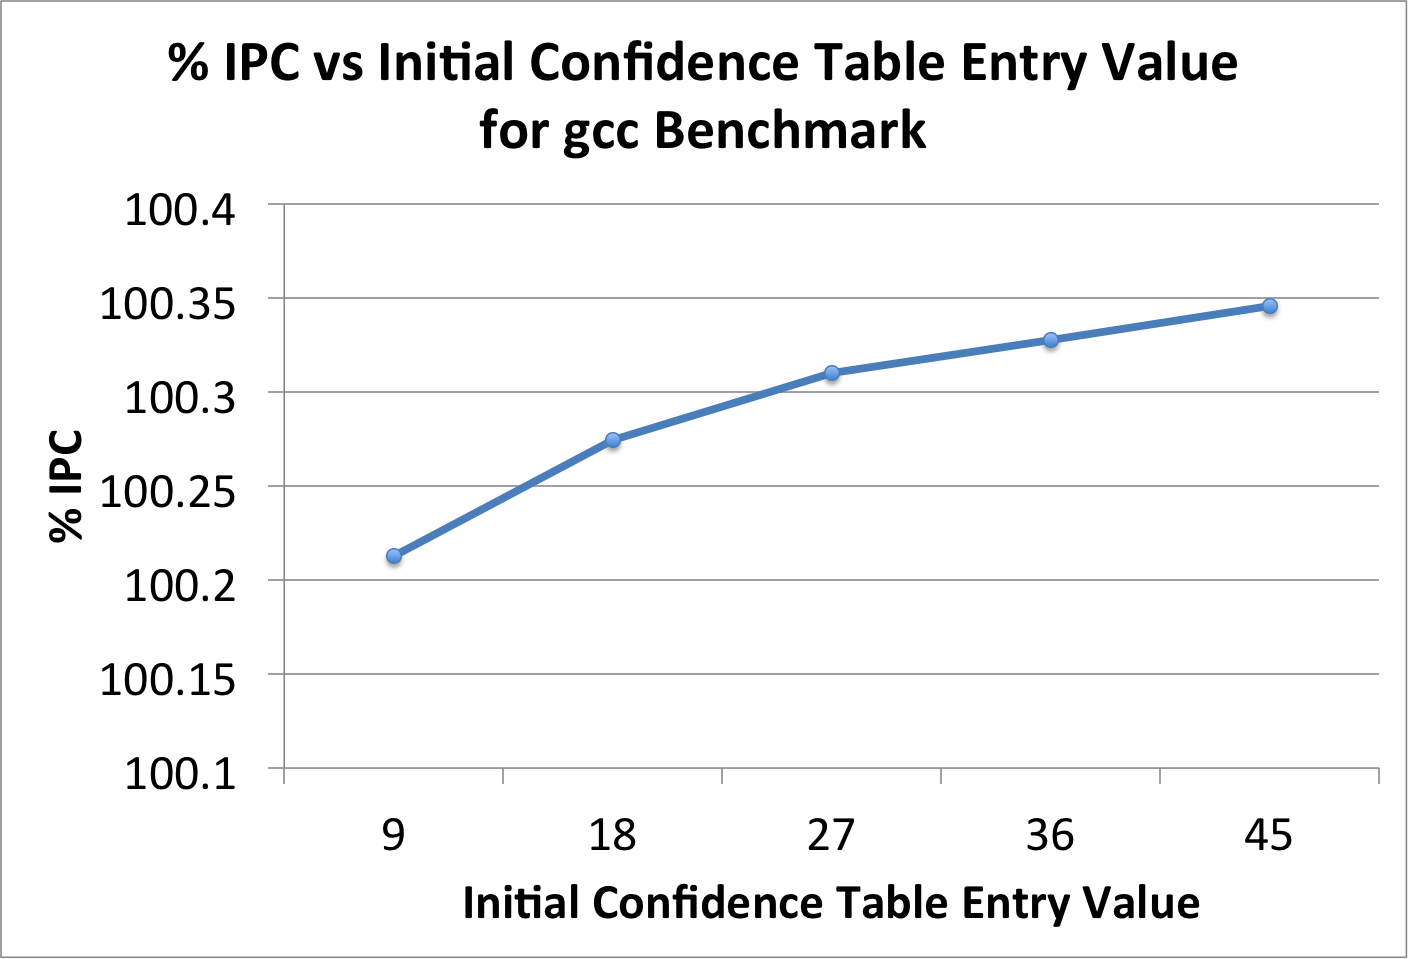 % IPC vs Initial Confidence Table Entry Value
for gcc Benchmark
100.4
100.35
100.3
100.25
100.2
100.15
100.1
% IPC
9 18 27 36 45
Initial Confidence Table Entry Value